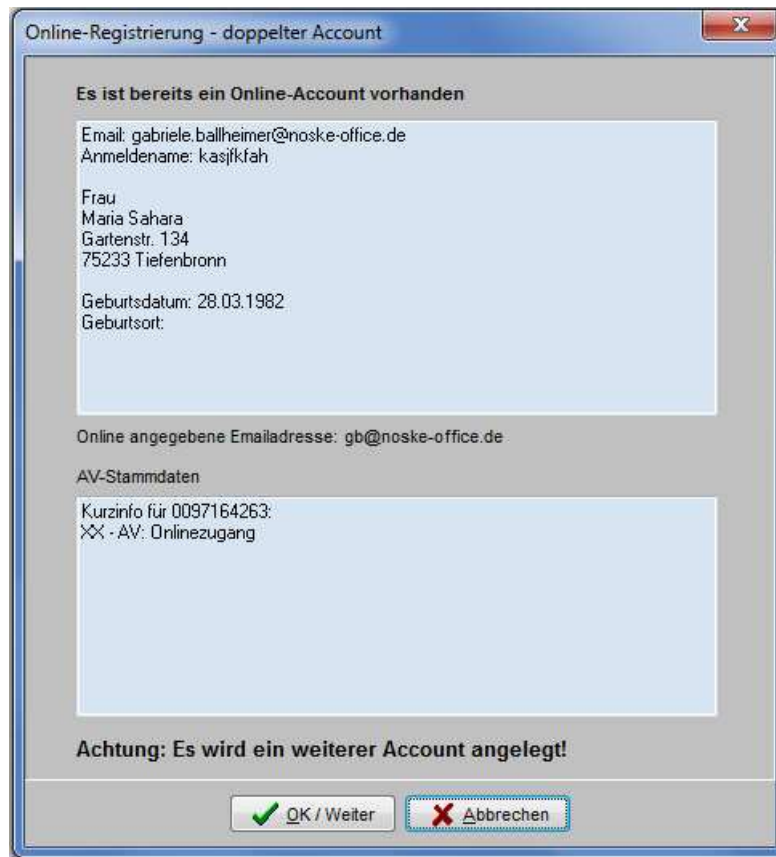 Online-Registrierung - doppelter Account
Es ist bereits ein Online-Account vorhanden
Email: gabriele.ballheimer@noske-office.de
Anmeldename: kasjfkfah
Frau
Maria Sahara
Gartenstr. 134
75233 Tiefenbronn
Geburtsdatum: 28.03.1982
Geburtsort:
Online angegebene Emailadresse: gb@noske-office.de
AV-Stammdaten
Kurzinfo für 0097164263:
XX - AV: Onlinezugang
Achtung: Es wird ein weiterer Account angelegt!
OK / Weiter Abbrechen